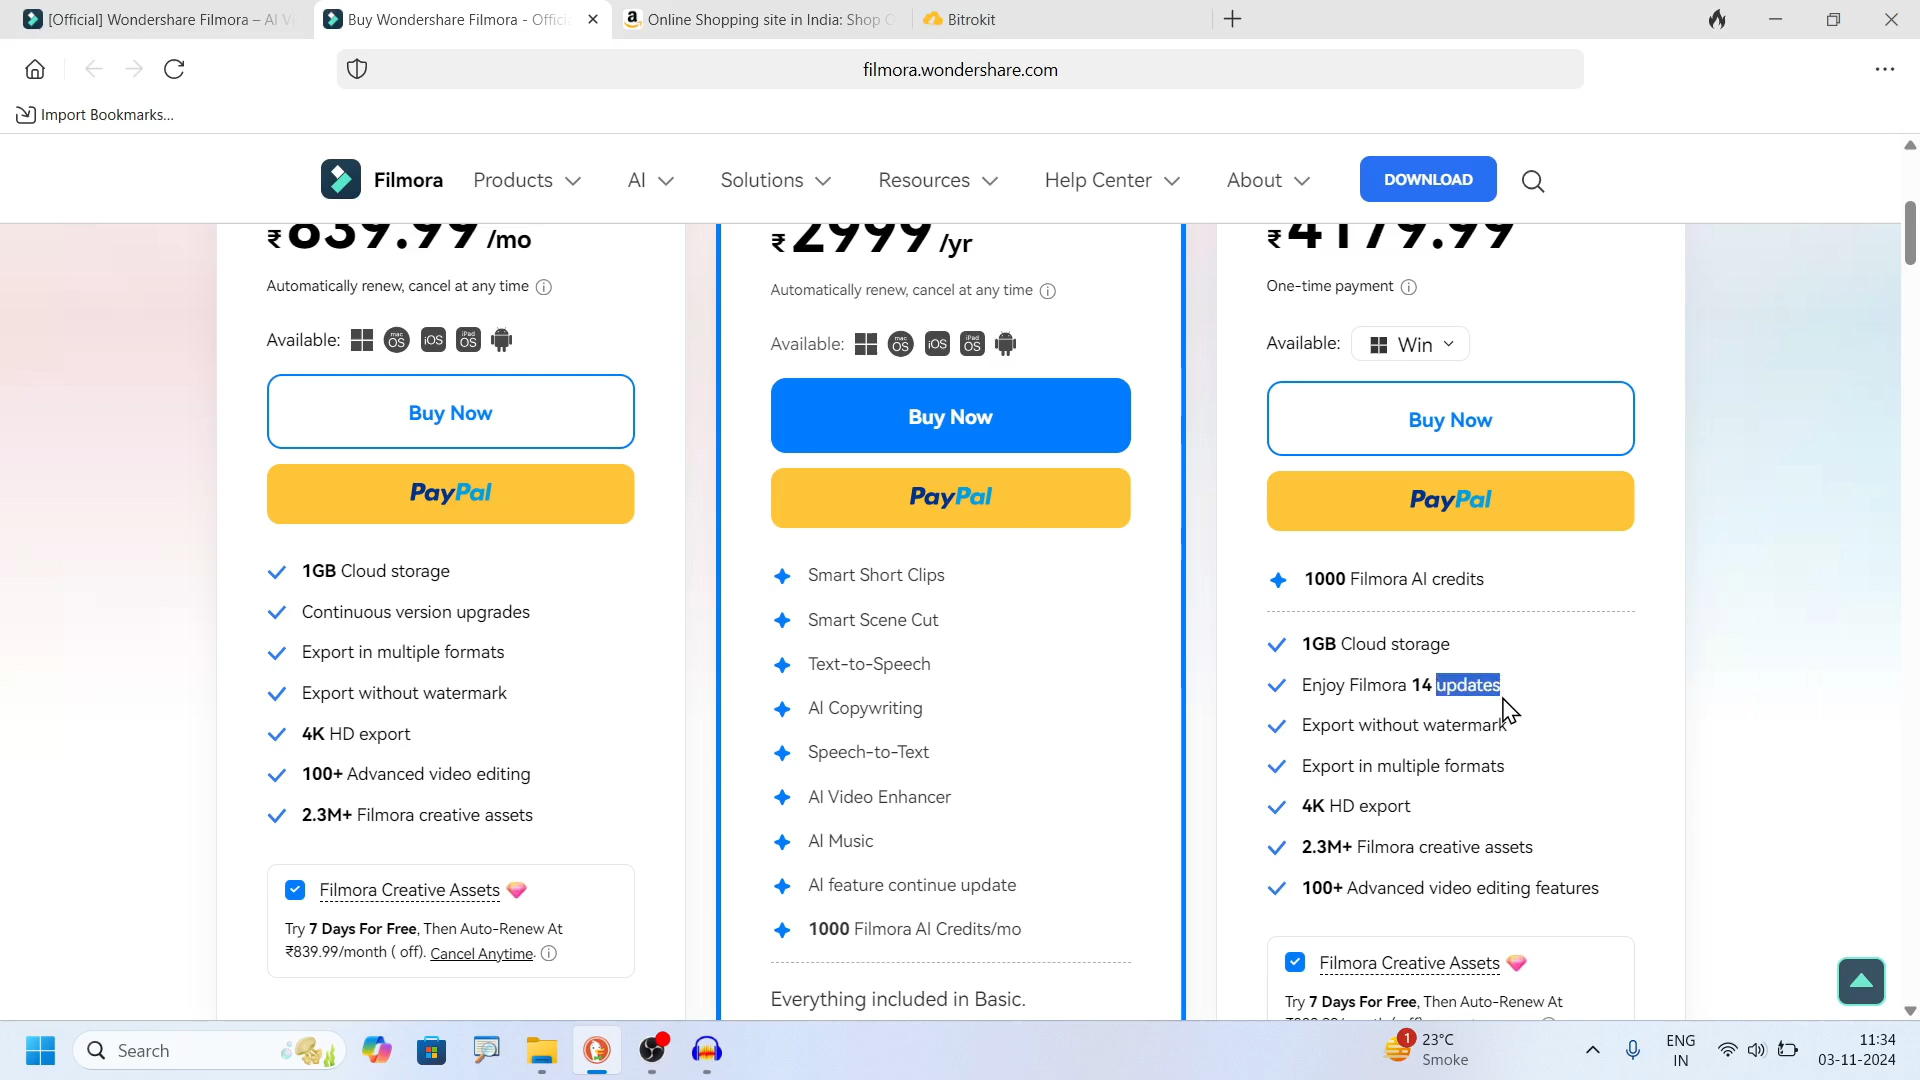 [Official] Wondershare Filmora – AI Vi
Buy Wondershare Filmora - Offici
Online Shopping site in India: Shop O
Bitrokit
filmora.wondershare.com
Import Bookmarks...
Filmora
Products
AI
Solutions
Resources
Help Center
About
DOWNLOAD
₹839.99/mo
Automatically renew, cancel at any time
Available:
Buy Now
PayPal
1GB Cloud storage
Continuous version upgrades
Export in multiple formats
Export without watermark
4K HD export
100+ Advanced video editing
2.3M+ Filmora creative assets
Filmora Creative Assets
Try 7 Days For Free, Then Auto-Renew At
₹839.99/month ( off). Cancel Anytime.
₹2999/yr
Automatically renew, cancel at any time
Available:
Buy Now
PayPal
Smart Short Clips
Smart Scene Cut
Text-to-Speech
AI Copywriting
Speech-to-Text
AI Video Enhancer
AI Music
AI feature continue update
1000 Filmora AI Credits/mo
Everything included in Basic.
₹4179.99
One-time payment
Available: Win
Buy Now
PayPal
1000 Filmora AI credits
1GB Cloud storage
Enjoy Filmora 14 updates
Export without watermark
Export in multiple formats
4K HD export
2.3M+ Filmora creative assets
100+ Advanced video editing features
Filmora Creative Assets
Try 7 Days For Free, Then Auto-Renew At
Search
1
23°C
Smoke
ENG
IN
11:34
03-11-2024